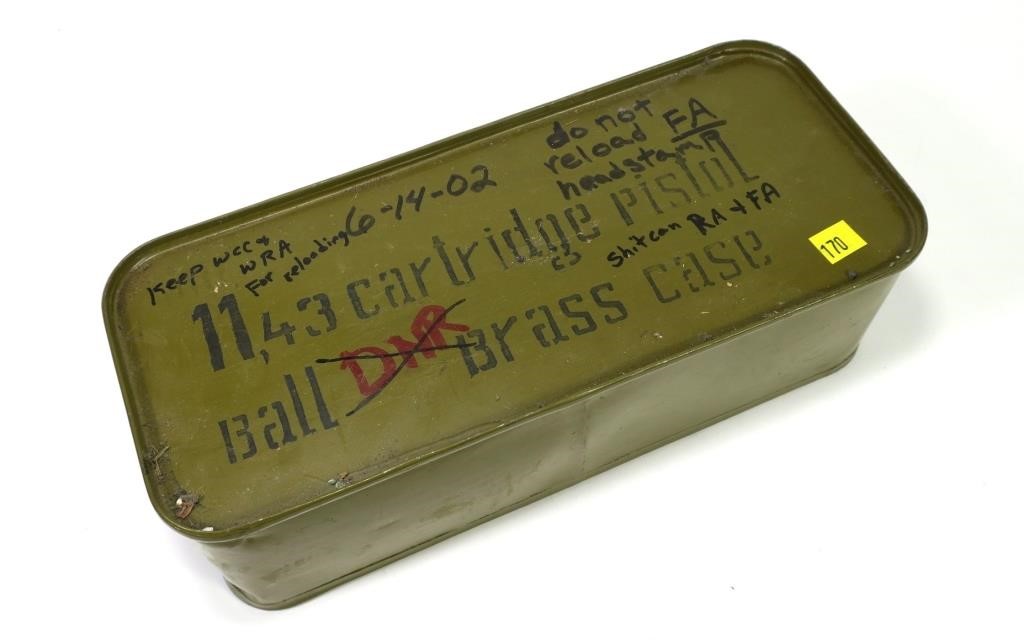 do not
reload FA
headstamp
6-14-02
Keep WCC +
WRA
For reloading
11,43 cartridge Pistol
shitcan RA + FA
Ball DNR Brass case
170